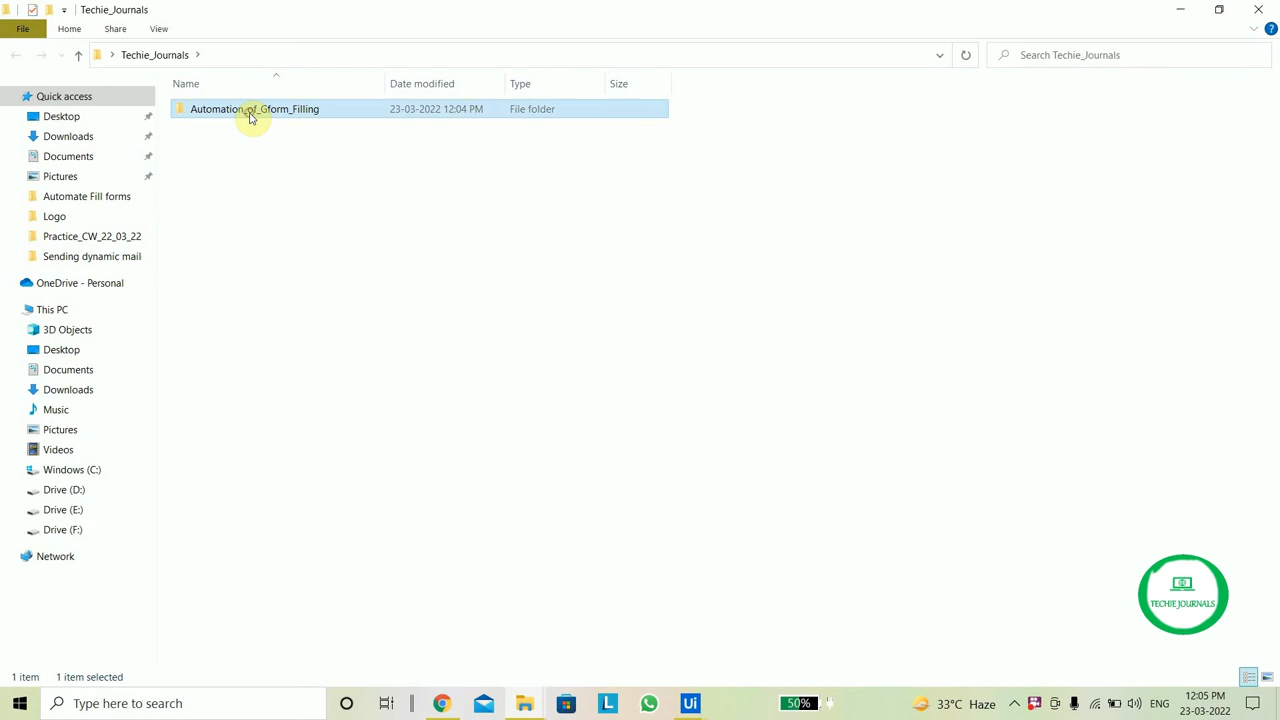 Techie_Journals
File Home Share View
Techie_Journals Search Techie_Journals
Name Date modified Type Size
Automation_of_Gform_Filling 23-03-2022 12:04 PM File folder
Quick access
Desktop
Downloads
Documents
Pictures
Automate Fill forms
Logo
Practice_CW_22_03_22
Sending dynamic mail
OneDrive - Personal
This PC
3D Objects
Desktop
Documents
Downloads
Music
Pictures
Videos
Windows (C:)
Drive (D:)
Drive (E:)
Drive (F:)
Network
TECHIE JOURNALS
1 item 1 item selected
Type here to search L Ui 50% 33°C Haze ENG 12:05 PM
23-03-2022